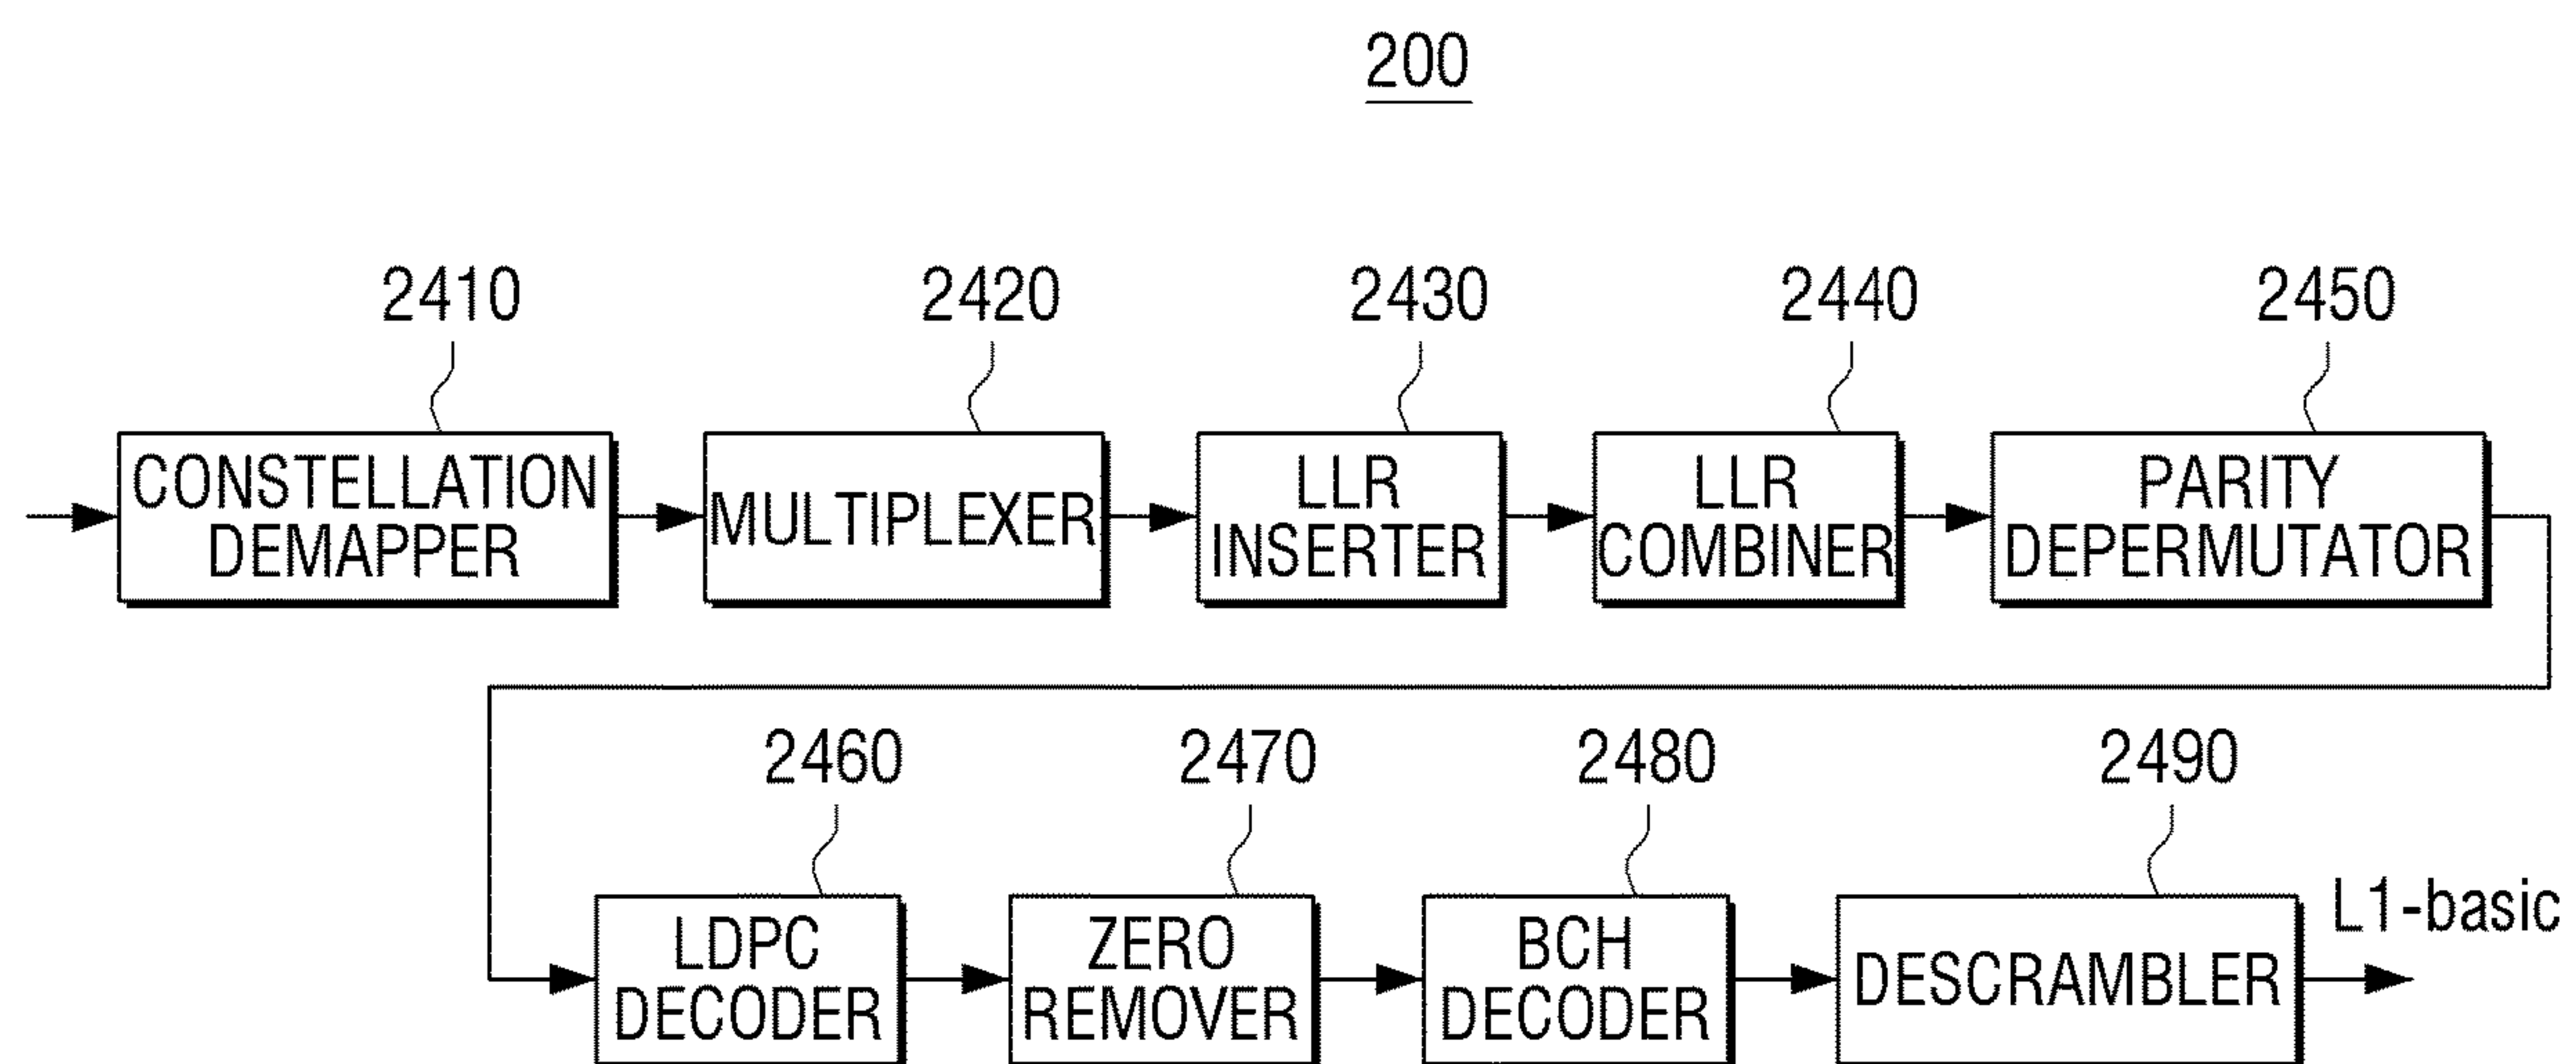 200
2410
2420
2430
2440
2450
CONSTELLATION
DEMAPPER
MULTIPLEXER
LLR
INSERTER
LLR
COMBINER
PARITY
DEPERMUTATOR
2460
2470
2480
2490
LDPC
DECODER
ZERO
REMOVER
BCH
DECODER
DESCRAMBLER
L1-basic